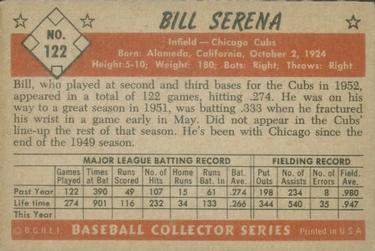 BILL SERENA
NO. 122
Infield — Chicago Cubs
Born: Alameda, California, October 2, 1924
Height: 5-10; Weight: 180; Bats: Right; Throws: Right
Bill, who played at second and third bases for the Cubs in 1952,
appeared in a total of 122 games, hitting .274. He was on his
way to a great season in 1951, was batting .333 when he fractured
his wrist in a game early in May. Did not appear in the Cubs'
line-up the rest of that season. He's been with Chicago since the
end of the 1949 season.
MAJOR LEAGUE BATTING RECORD FIELDING RECORD
Games Played Times at Bat Runs Scored No. of Hits Home Runs Runs Bat. In Bat. Ave. Put Outs No. of Assists No. of Errors Field. Ave.
Past Year 122 390 49 107 15 61 .274 198 234 8 .980
Life time 274 901 116 232 34 133 .266 344 540 35 .947
This Year
© B.G.H.L.I. BASEBALL COLLECTOR SERIES Printed in U.S.A.